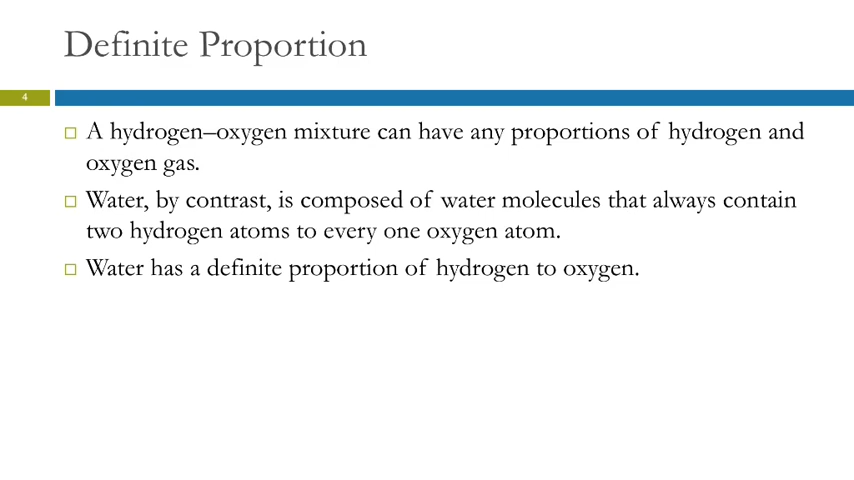 Definite Proportion
4
A hydrogen–oxygen mixture can have any proportions of hydrogen and
oxygen gas.
Water, by contrast, is composed of water molecules that always contain
two hydrogen atoms to every one oxygen atom.
Water has a definite proportion of hydrogen to oxygen.